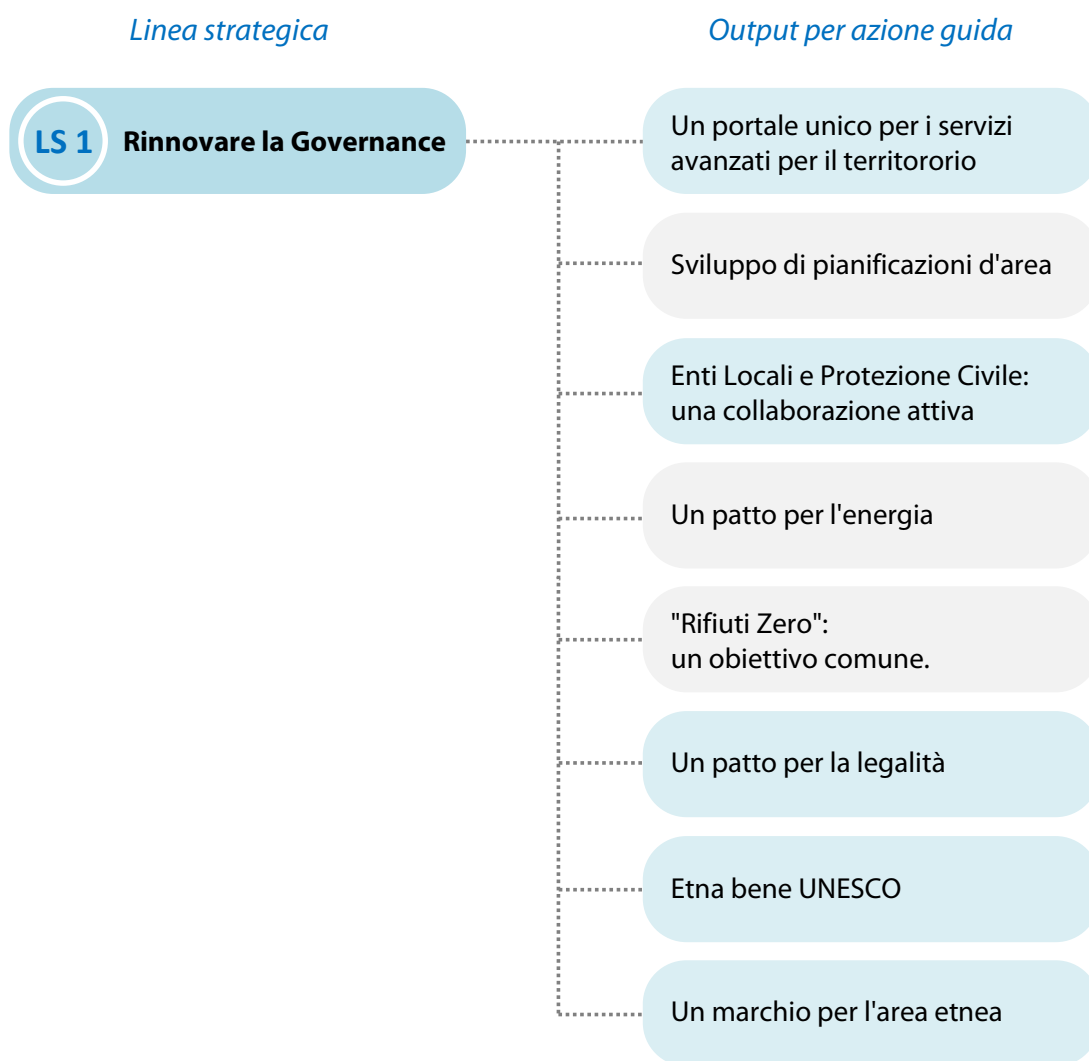 Linea strategica
Output per azione guida
LS 1
Rinnovare la Governance
Un portale unico per i servizi
avanzati per il territororio
Sviluppo di pianificazioni d'area
Enti Locali e Protezione Civile:
una collaborazione attiva
Un patto per l'energia
"Rifiuti Zero":
un obiettivo comune.
Un patto per la legalità
Etna bene UNESCO
Un marchio per l'area etnea